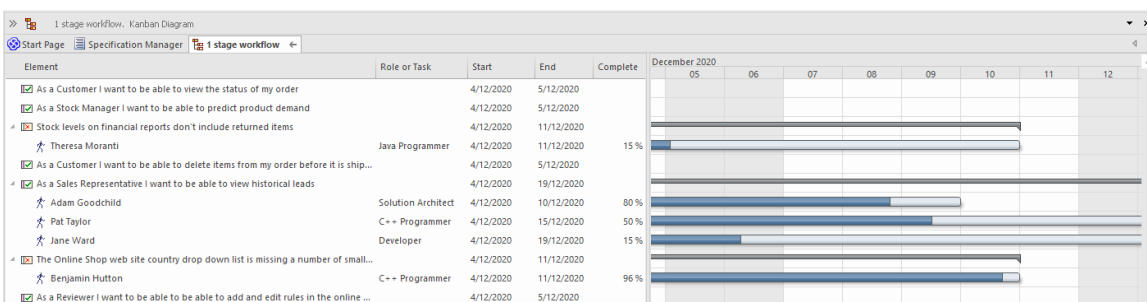 1 stage workflow. Kanban Diagram
Start Page Specification Manager 1 stage workflow
Element Role or Task Start End Complete December 2020
05 06 07 08 09 10 11 12
As a Customer I want to be able to view the status of my order 4/12/2020 5/12/2020
As a Stock Manager I want to be able to predict product demand 4/12/2020 5/12/2020
Stock levels on financial reports don't include returned items 4/12/2020 11/12/2020
Theresa Moranti Java Programmer 4/12/2020 11/12/2020 15 %
As a Customer I want to be able to delete items from my order before it is ship... 4/12/2020 5/12/2020
As a Sales Representative I want to be able to view historical leads 4/12/2020 19/12/2020
Adam Goodchild Solution Architect 4/12/2020 10/12/2020 80 %
Pat Taylor C++ Programmer 4/12/2020 15/12/2020 50 %
Jane Ward Developer 4/12/2020 19/12/2020 15 %
The Online Shop web site country drop down list is missing a number of small... 4/12/2020 11/12/2020
Benjamin Hutton C++ Programmer 4/12/2020 11/12/2020 96 %
As a Reviewer I want to be able to be able to add and edit rules in the online ... 4/12/2020 5/12/2020